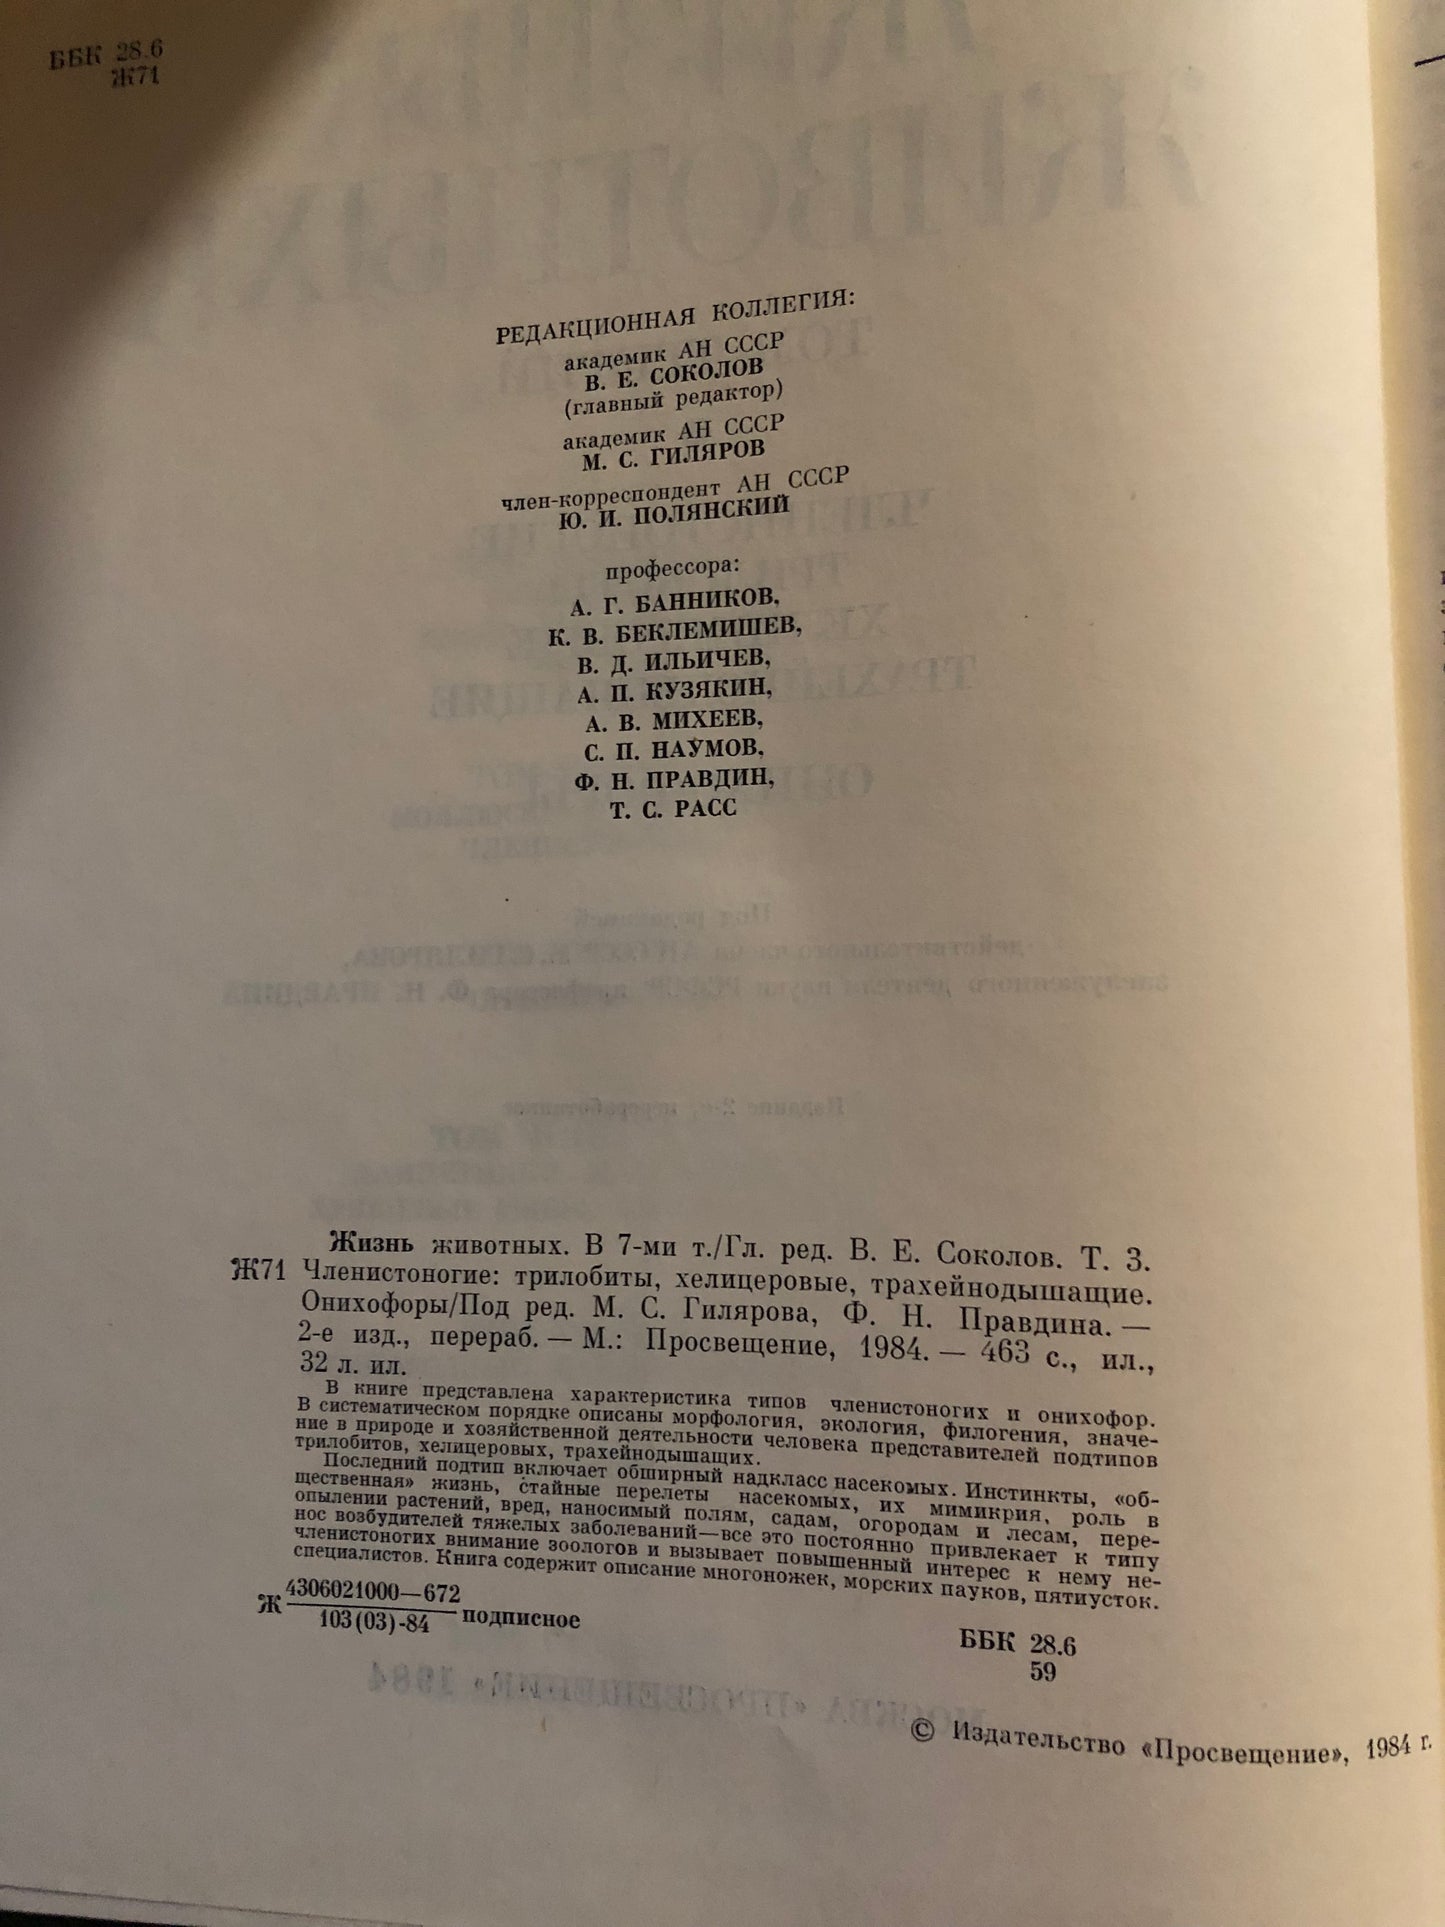 ББК 28.6
Ж71
РЕДАКЦИОННАЯ КОЛЛЕГИЯ:
академик АН СССР
В. Е. СОКОЛОВ
(главный редактор)
академик АН СССР
М. С. ГИЛЯРОВ
член-корреспондент АН СССР
Ю. И. ПОЛЯНСКИЙ
профессора:
А. Г. БАННИКОВ,
К. В. БЕКЛЕМИШЕВ,
В. Д. ИЛЬИЧЕВ,
А. П. КУЗЯКИН,
А. В. МИХЕЕВ,
С. П. НАУМОВ,
Ф. Н. ПРАВДИН,
Т. С. РАСС
Жизнь животных. В 7-ми т./Гл. ред. В. Е. Соколов. Т. 3.
Ж71 Членистоногие: трилобиты, хелицеровые, трахейнодышащие.
Онихофоры/Под ред. М. С. Гилярова, Ф. Н. Правдина. —
2-е изд., перераб. — М.: Просвещение, 1984. — 463 с., ил.,
32 л. ил.
В книге представлена характеристика типов членистоногих и онихофор.
В систематическом порядке описаны морфология, экология, филогения, значе-
ние в природе и хозяйственной деятельности человека представителей подтипов
трилобитов, хелицеровых, трахейнодышащих.
Последний подтип включает обширный надкласс насекомых. Инстинкты, «об-
щественная» жизнь, стайные перелеты насекомых, их мимикрия, роль в
опылении растений, вред, наносимый полям, садам, огородам и лесам, пере-
нос возбудителей тяжелых заболеваний—все это постоянно привлекает к типу
членистоногих внимание зоологов и вызывает повышенный интерес к нему не-
специалистов. Книга содержит описание многоножек, морских пауков, пятиусток.
Ж 4306021000—672
103(03)-84 подписное
ББК 28.6
59
© Издательство «Просвещение», 1984 г.